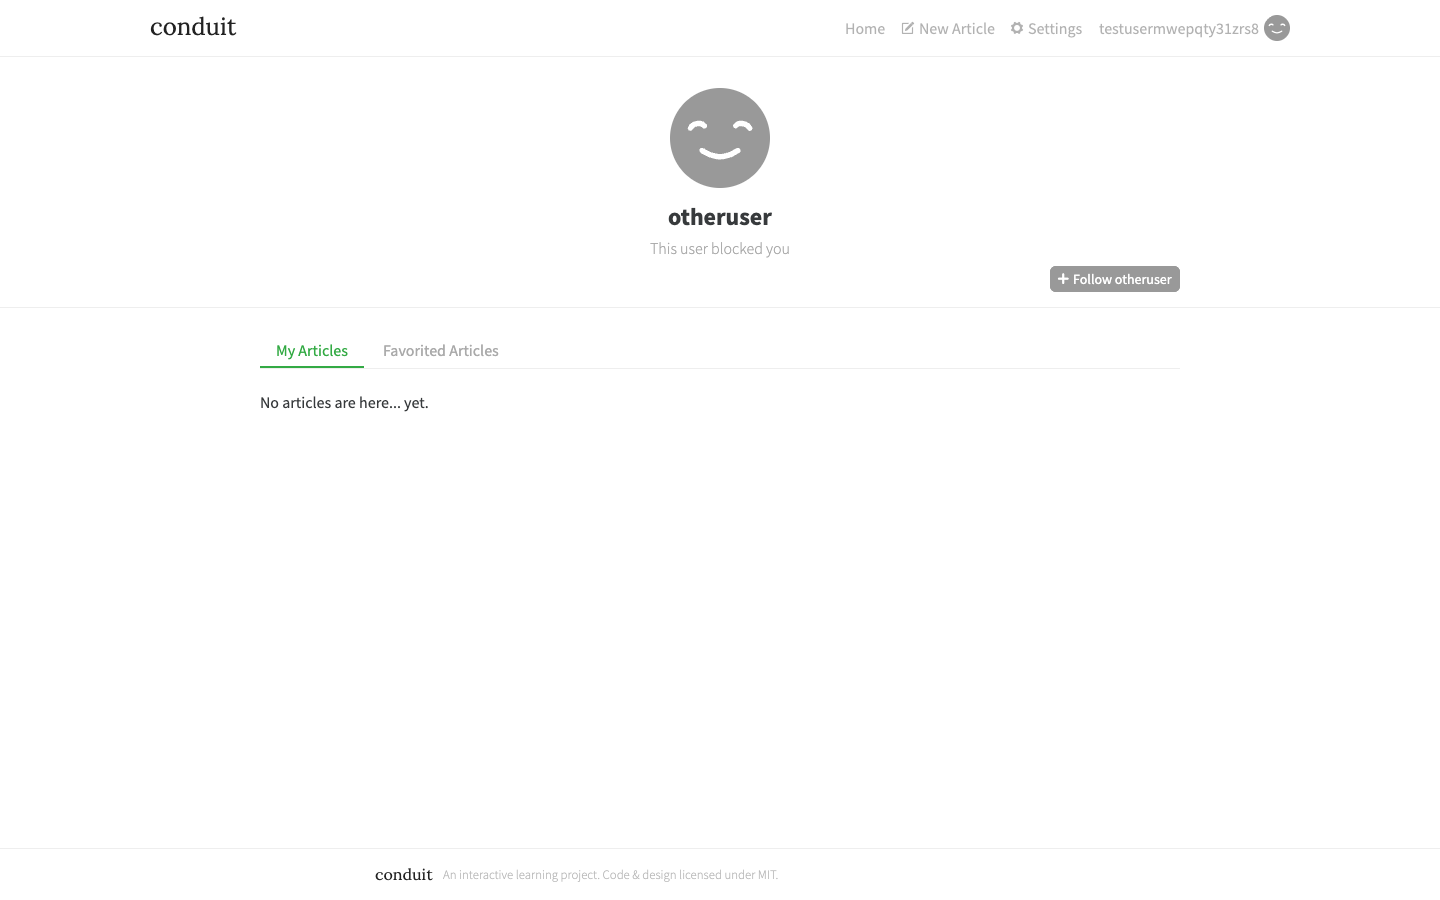 conduit
Home New Article Settings testusermwepqty31zrs8
otheruser
This user blocked you
Follow otheruser
My Articles Favorited Articles
No articles are here... yet.
conduit An interactive learning project. Code & design licensed under MIT.